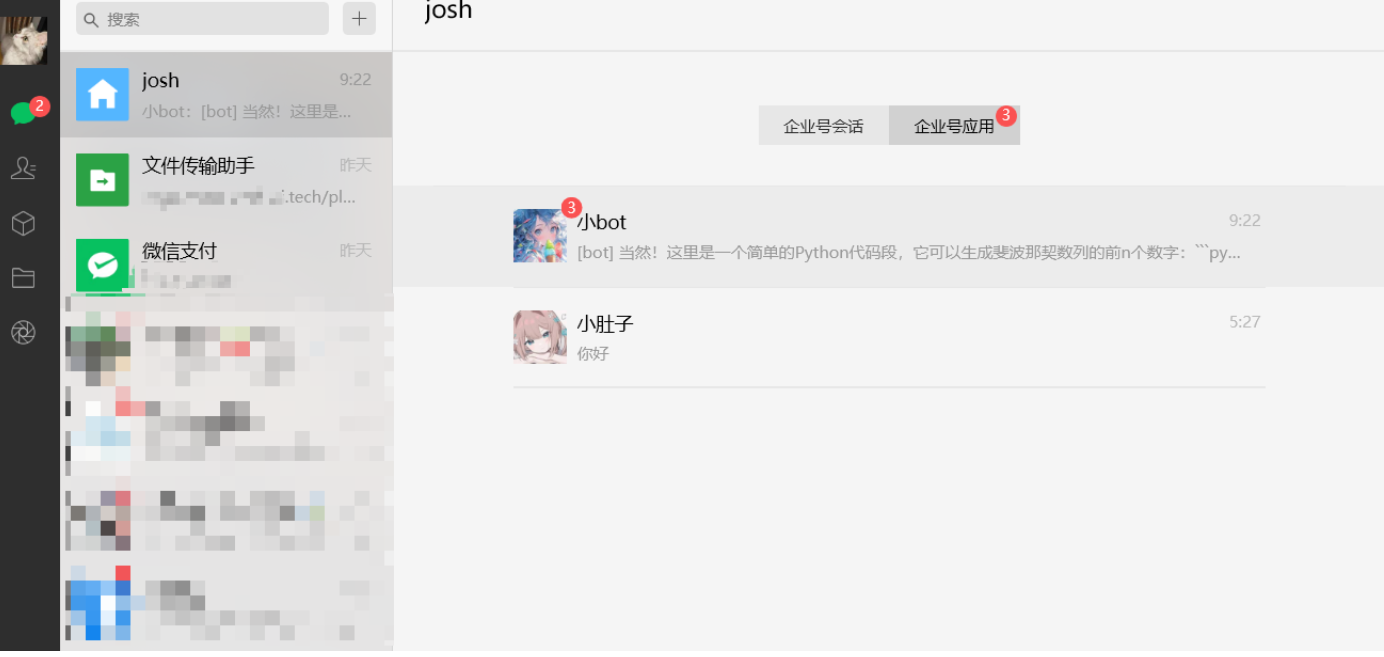 搜索
josh
9:22
小bot：[bot] 当然！这里是...
文件传输助手
昨天
.tech/pl...
微信支付
昨天
2
josh
企业号会话
企业号应用
3
3
小bot
9:22
[bot] 当然！这里是一个简单的Python代码段，它可以生成斐波那契数列的前n个数字：```py...
小肚子
5:27
你好